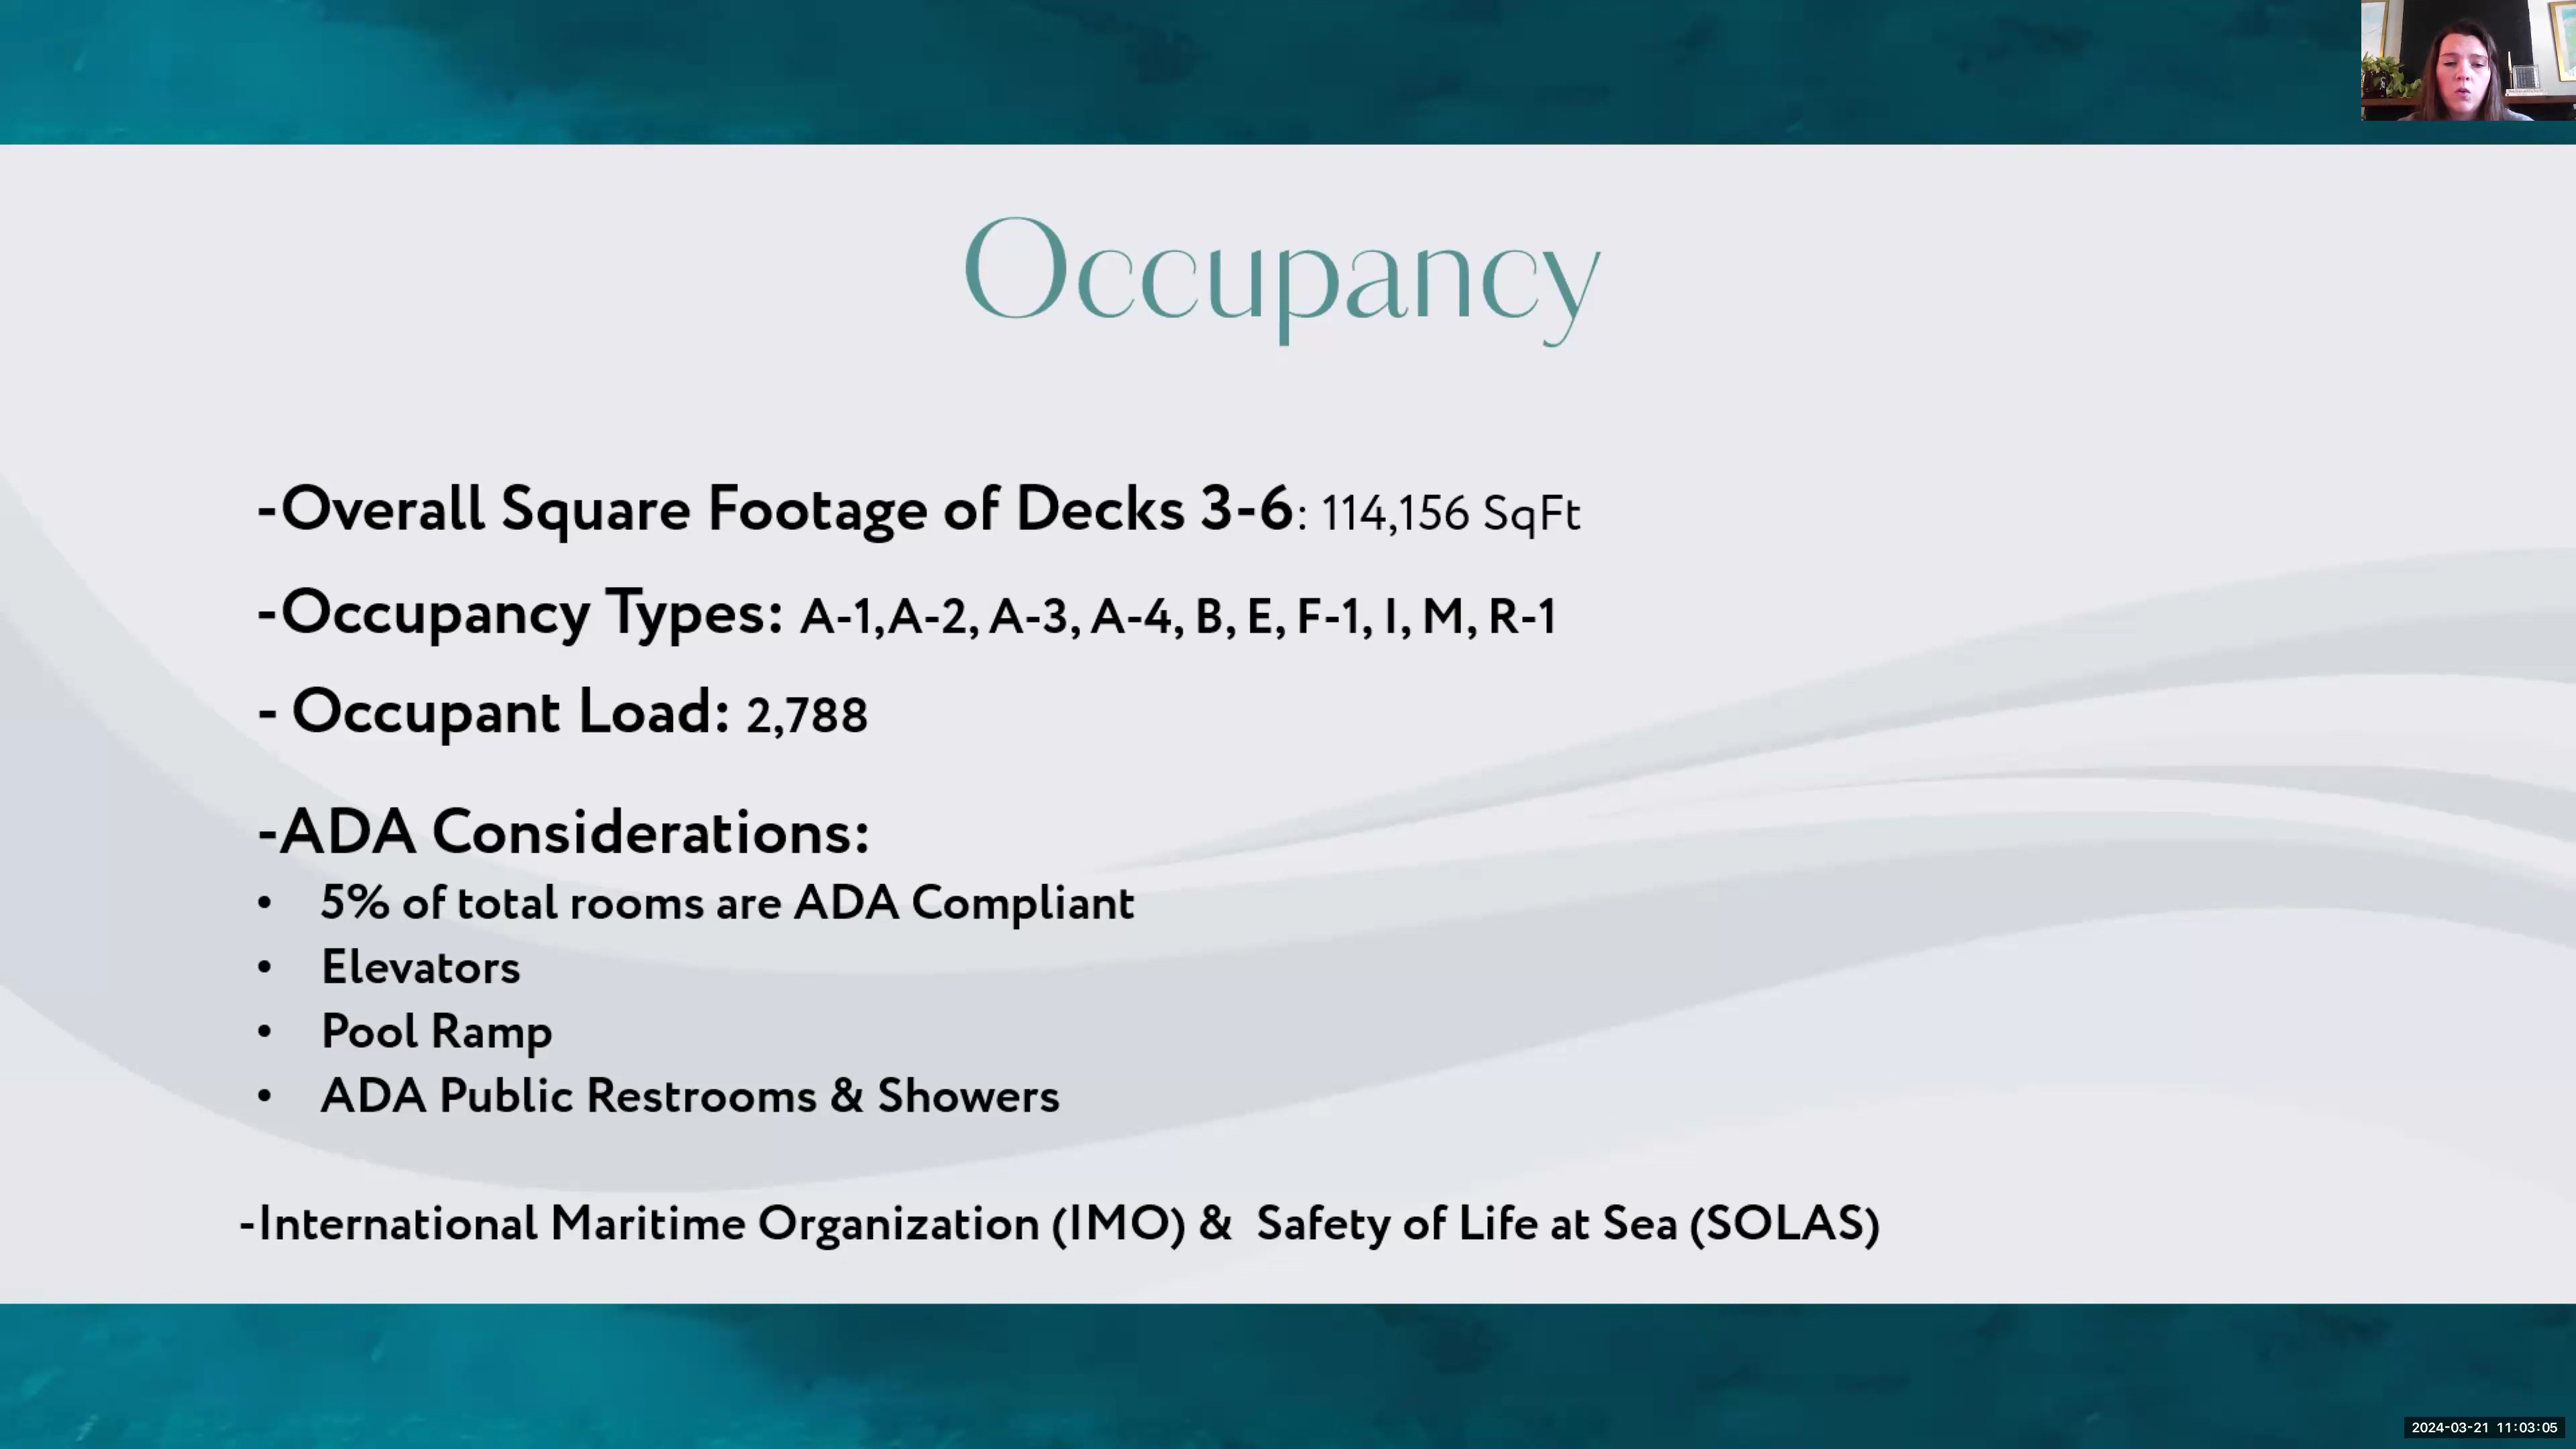 Occupancy
-Overall Square Footage of Decks 3-6: 114,156 SqFt
-Occupancy Types: A-1,A-2, A-3, A-4, B, E, F-1, I, M, R-1
- Occupant Load: 2,788
-ADA Considerations:
• 5% of total rooms are ADA Compliant
• Elevators
• Pool Ramp
• ADA Public Restrooms & Showers
-International Maritime Organization (IMO) &  Safety of Life at Sea (SOLAS)
2024-03-21 11:03:05